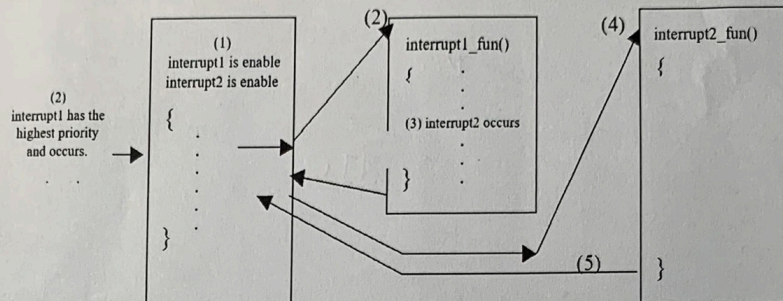 (2)
interrupt1 has the
highest priority
and occurs.
(1)
interrupt1 is enable
interrupt2 is enable
{
}
(2)
interrupt1_fun()
{
(3) interrupt2 occurs
}
(4)
interrupt2_fun()
{
(5)
}